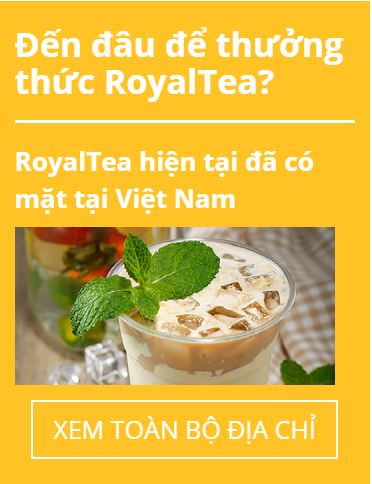 Đến đâu để thưởng
thức RoyalTea?
RoyalTea hiện tại đã có
mặt tại Việt Nam
XEM TOÀN BỘ ĐỊA CHỈ